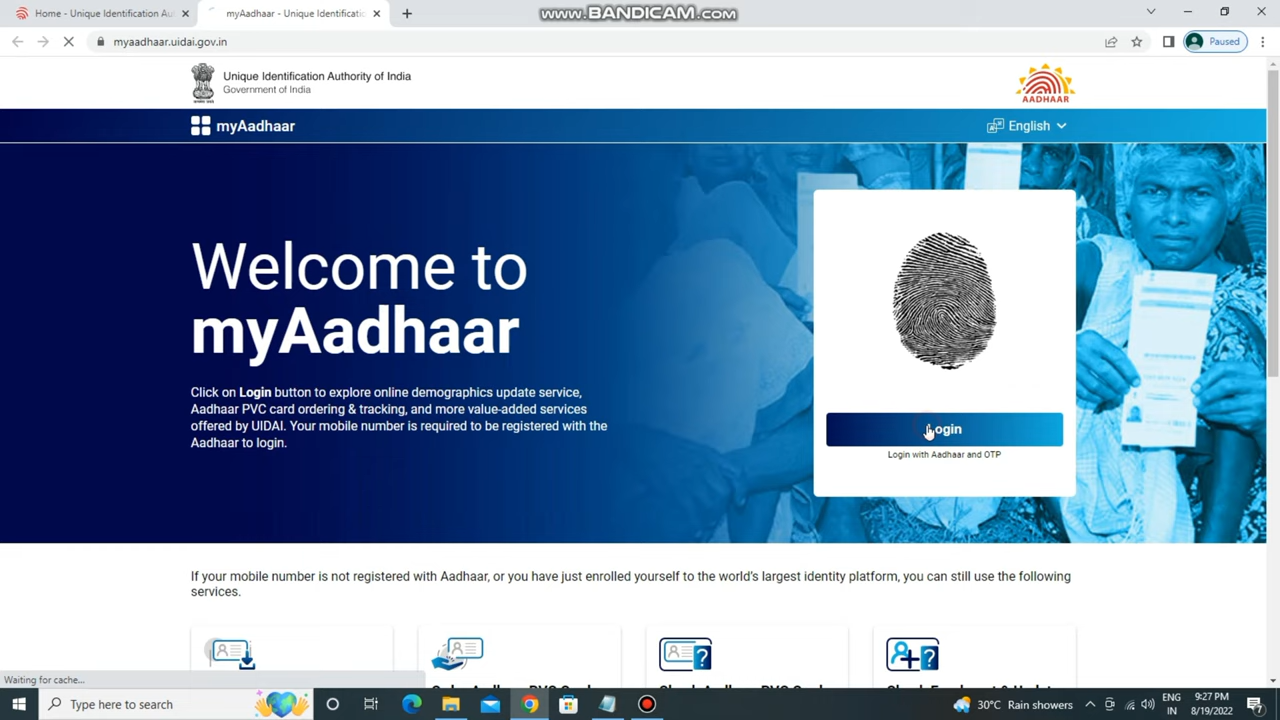 Home - Unique Identification Au
myAadhaar - Unique Identificatio
www.BANDICAM.com
myaadhaar.uidai.gov.in
Paused
Unique Identification Authority of India
Government of India
AADHAAR
myAadhaar
English
Welcome to
myAadhaar
Click on Login button to explore online demographics update service,
Aadhaar PVC card ordering & tracking, and more value-added services
offered by UIDAI. Your mobile number is required to be registered with the
Aadhaar to login.
Login
Login with Aadhaar and OTP
If your mobile number is not registered with Aadhaar, or you have just enrolled yourself to the world's largest identity platform, you can still use the following
services.
Waiting for cache...
Type here to search
30°C Rain showers
ENG
IN
9:27 PM
8/19/2022